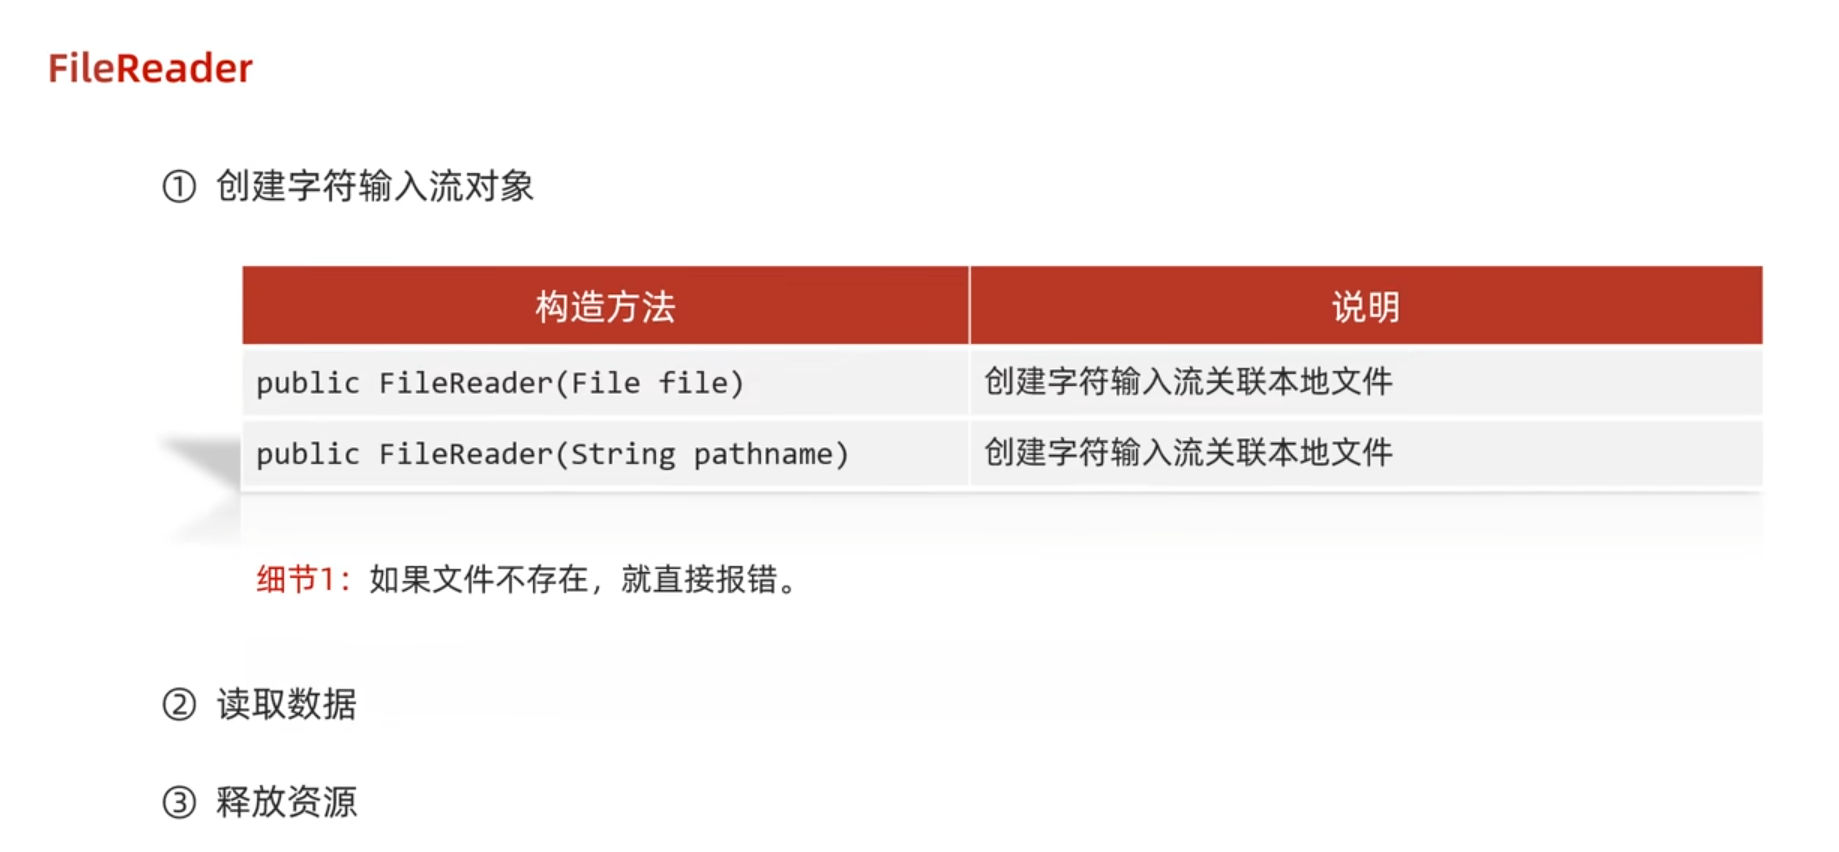 FileReader
① 创建字符输入流对象
构造方法 说明
public FileReader(File file) 创建字符输入流关联本地文件
public FileReader(String pathname) 创建字符输入流关联本地文件
细节1：如果文件不存在，就直接报错。
② 读取数据
③ 释放资源